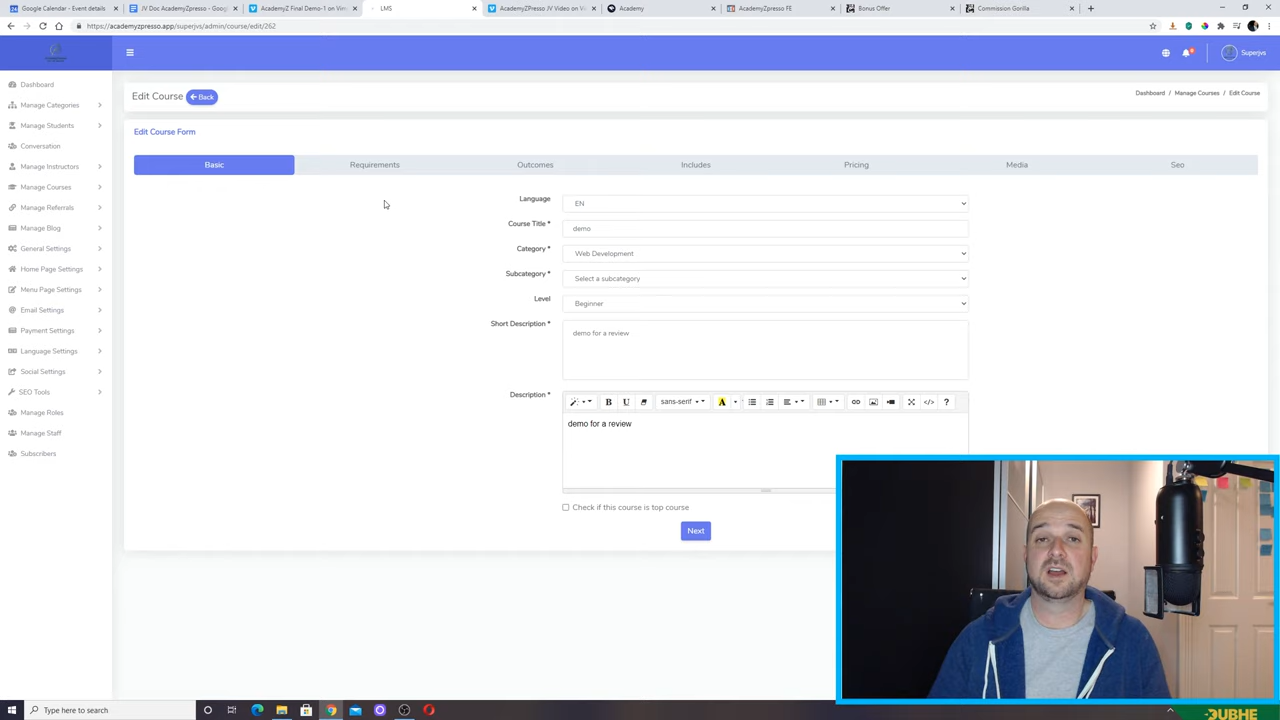 Google Calendar - Event details
JV Doc AcademyZpresso - Goog
AcademyZ Final Demo-1 on Vim
LMS
AcademyZPresso JV Video on Vi
Academy
AcademyZpresso FE
Bonus Offer
Commission Gorilla
https://academyzpresso.app/superjvs/admin/course/edit/262
Superjvs
Dashboard
Manage Categories
Manage Students
Conversation
Manage Instructors
Manage Courses
Manage Referrals
Manage Blog
General Settings
Home Page Settings
Menu Page Settings
Email Settings
Payment Settings
Language Settings
Social Settings
SEO Tools
Manage Roles
Manage Staff
Subscribers
Edit Course Back
Dashboard / Manage Courses / Edit Course
Edit Course Form
Basic Requirements Outcomes Includes Pricing Media Seo
Language EN
Course Title * demo
Category * Web Development
Subcategory * Select a subcategory
Level Beginner
Short Description * demo for a review
Description *
B U sans-serif A </> ?
demo for a review
Check if this course is top course
Next
Type here to search
DUBHE